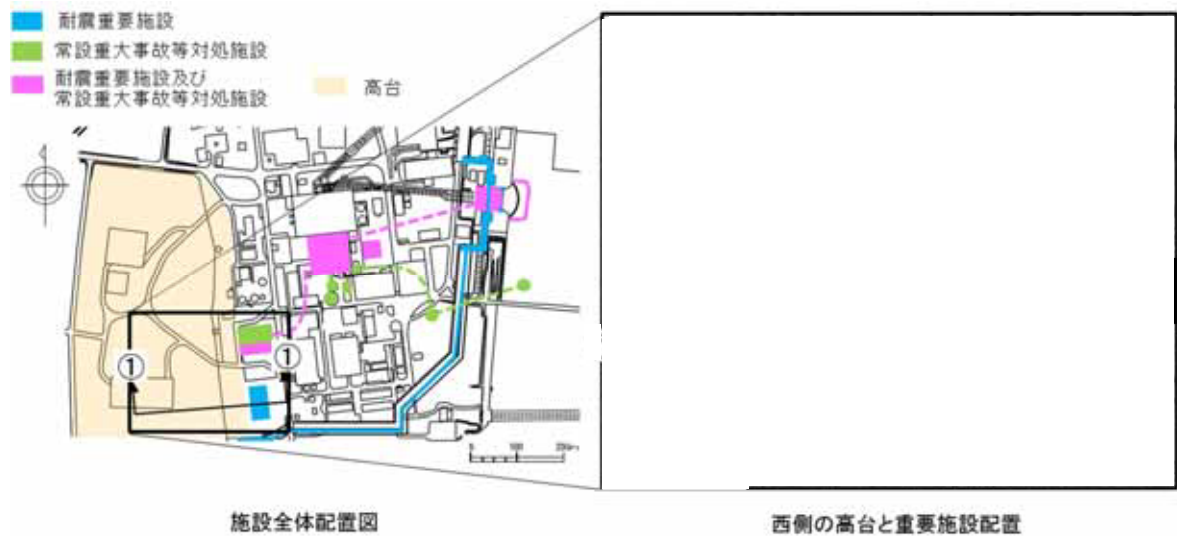 耐震重要施設
常設重大事故等対処施設
耐震重要施設及び
常設重大事故等対処施設
高台
①
①
施設全体配置図
西側の高台と重要施設配置